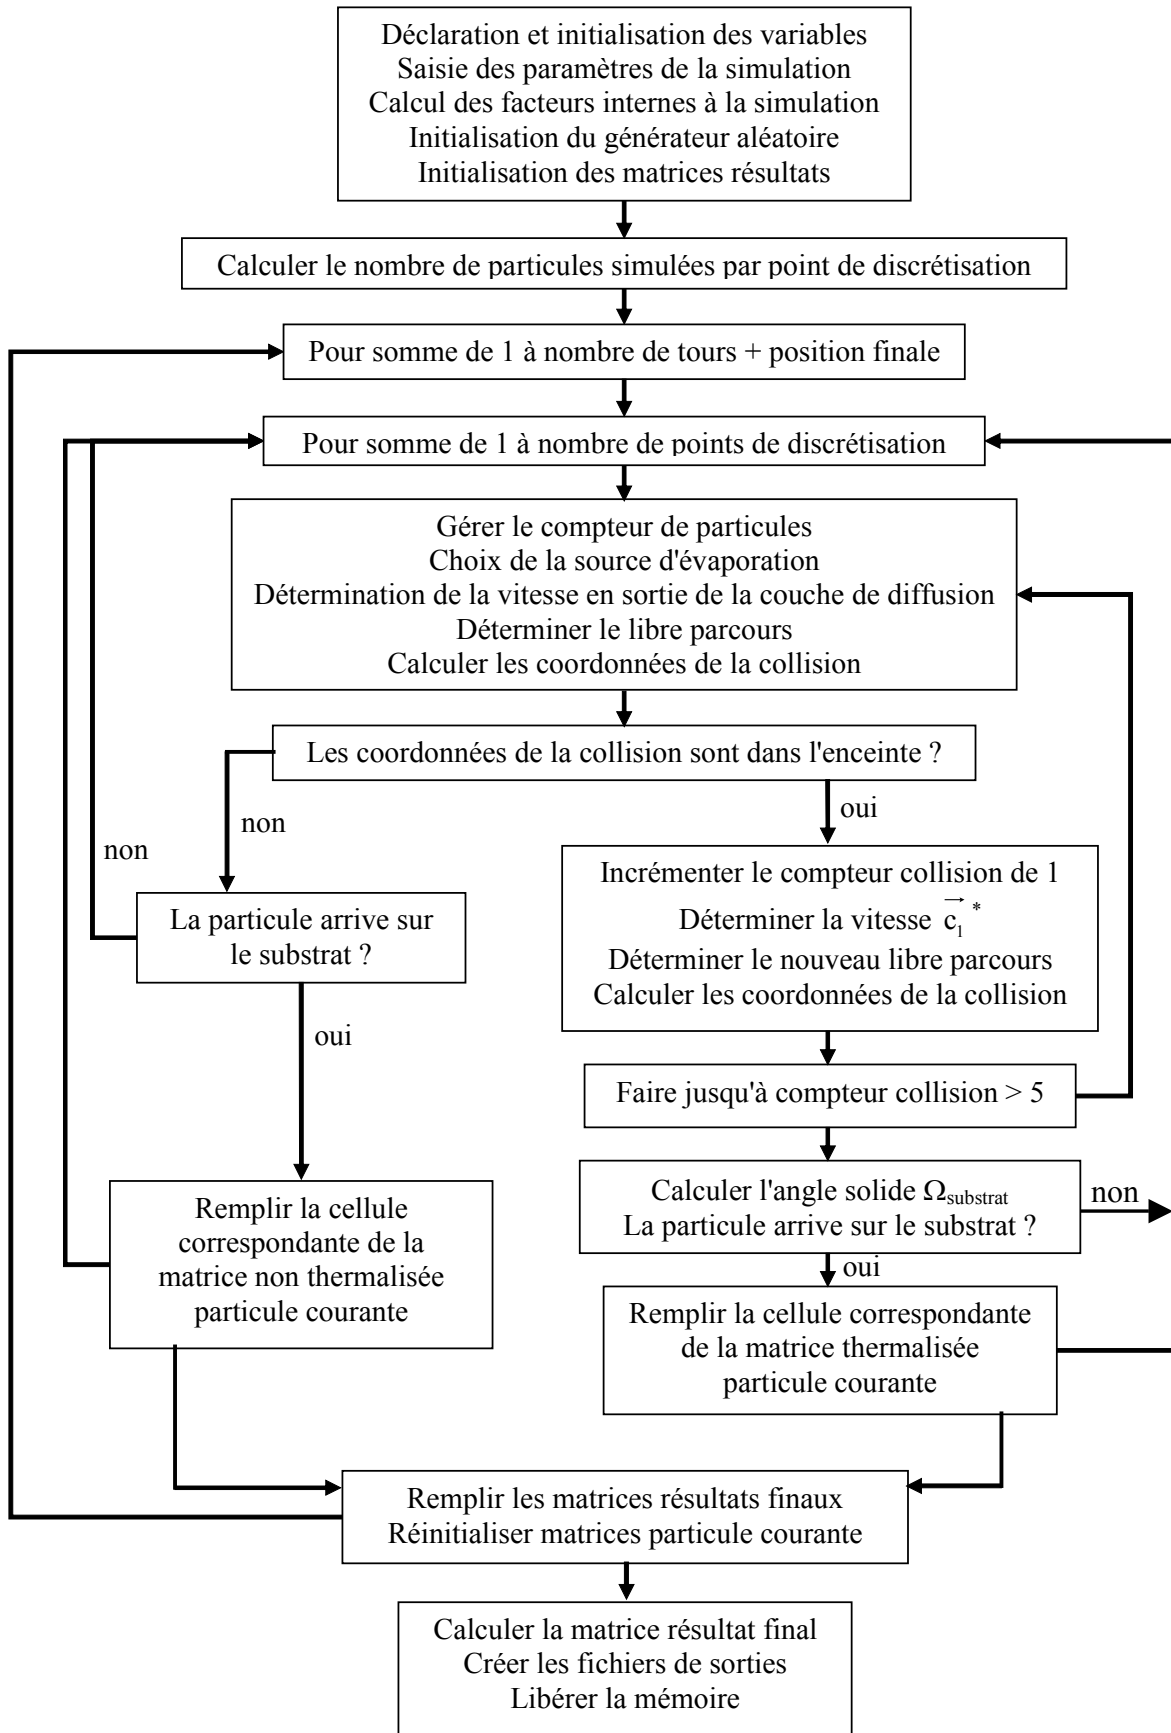 Déclaration et initialisation des variables
Saisie des paramètres de la simulation
Calcul des facteurs internes à la simulation
Initialisation du générateur aléatoire
Initialisation des matrices résultats
Calculer le nombre de particules simulées par point de discrétisation
Pour somme de 1 à nombre de tours + position finale
Pour somme de 1 à nombre de points de discrétisation
Gérer le compteur de particules
Choix de la source d'évaporation
Détermination de la vitesse en sortie de la couche de diffusion
Déterminer le libre parcours
Calculer les coordonnées de la collision
Les coordonnées de la collision sont dans l'enceinte ?
oui
non
non
La particule arrive sur
le substrat ?
oui
Incrémenter le compteur collision de 1
Déterminer la vitesse c₁⃗ *
Déterminer le nouveau libre parcours
Calculer les coordonnées de la collision
Faire jusqu'à compteur collision > 5
Calculer l'angle solide Ωsubstrat
La particule arrive sur le substrat ?
non
oui
Remplir la cellule
correspondante de la
matrice non thermalisée
particule courante
Remplir la cellule correspondante
de la matrice thermalisée
particule courante
Remplir les matrices résultats finaux
Réinitialiser matrices particule courante
Calculer la matrice résultat final
Créer les fichiers de sorties
Libérer la mémoire